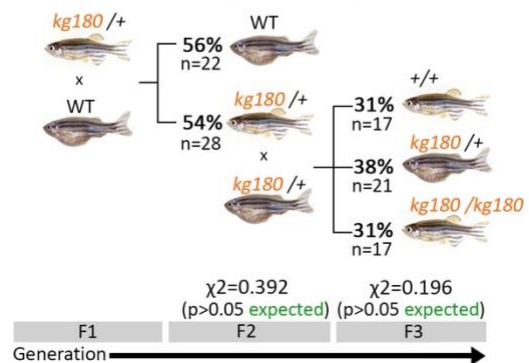 kg180/+
x
WT
56%
n=22
WT
54%
n=28
kg180/+
x
kg180 /+
31%
n=17
+/+
38%
n=21
kg180 /+
31%
n=17
kg180 /kg180
χ2=0.392
(p>0.05 expected)
χ2=0.196
(p>0.05 expected)
F1
F2
F3
Generation